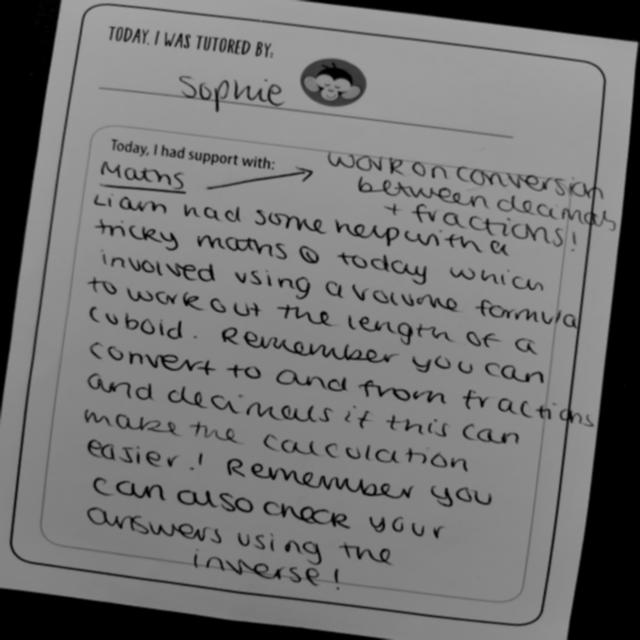 TODAY, I WAS TUTORED BY:
Sophie
Today, I had support with:
Maths → work on conversion
between decimals
+ fractions!
Liam had some help with a
tricky maths Q today which
involved using a volume formula
to work out the length of a
cuboid. Remember you can
convert to and from fractions
and decimals if this can
make the calculation
easier! Remember you
can also check your
answers using the
inverse!